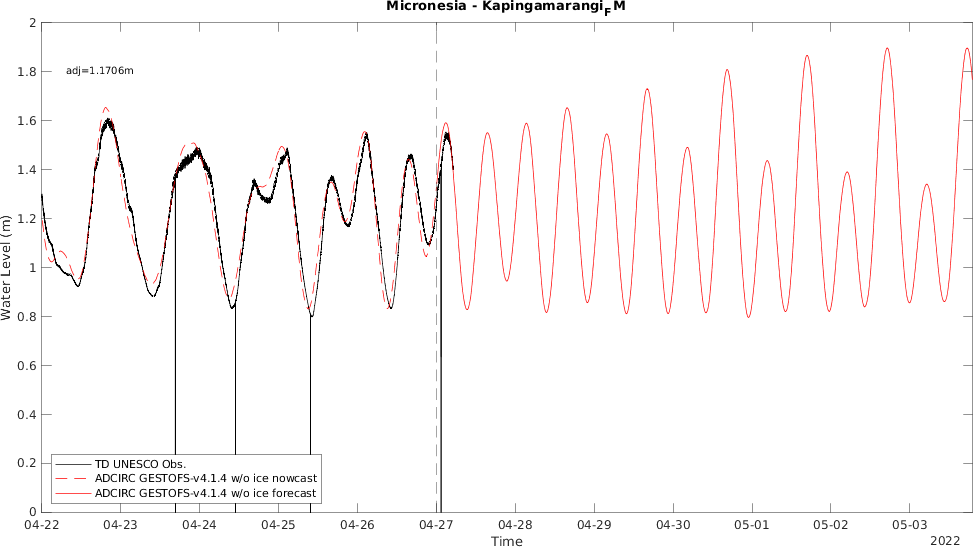 Micronesia - Kapingamarangi_FM
adj=1.1706m
2
1.8
1.6
1.4
1.2
1
0.8
0.6
0.4
0.2
0
Water Level (m)
TD UNESCO Obs.
ADCIRC GESTOFS-v4.1.4 w/o ice nowcast
ADCIRC GESTOFS-v4.1.4 w/o ice forecast
04-22 04-23 04-24 04-25 04-26 04-27 04-28 04-29 04-30 05-01 05-02 05-03
Time
2022